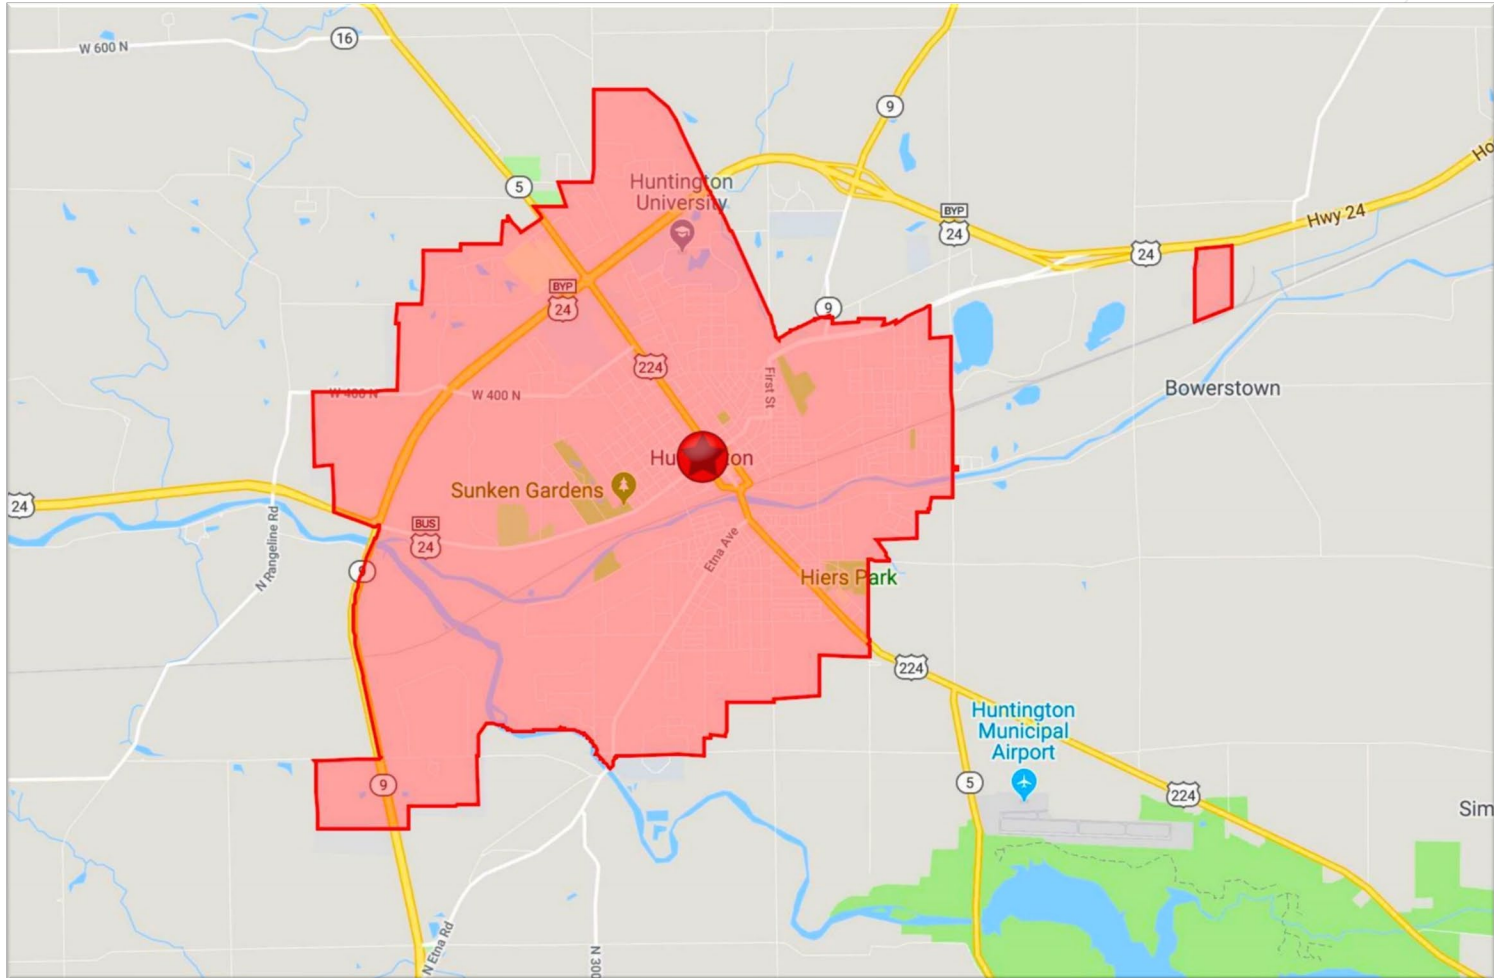 W 600 N
16
9
5
Huntington
University
BYP
24
Hwy 24
24
BYP
24
9
224
W 400 N
W 400 N
First St
Sunken Gardens
24
BUS
24
N Rangeline Rd
9
Etna Ave
Hiers Park
Bowerstown
224
Huntington
Municipal
Airport
5
224
9
N Etna Rd